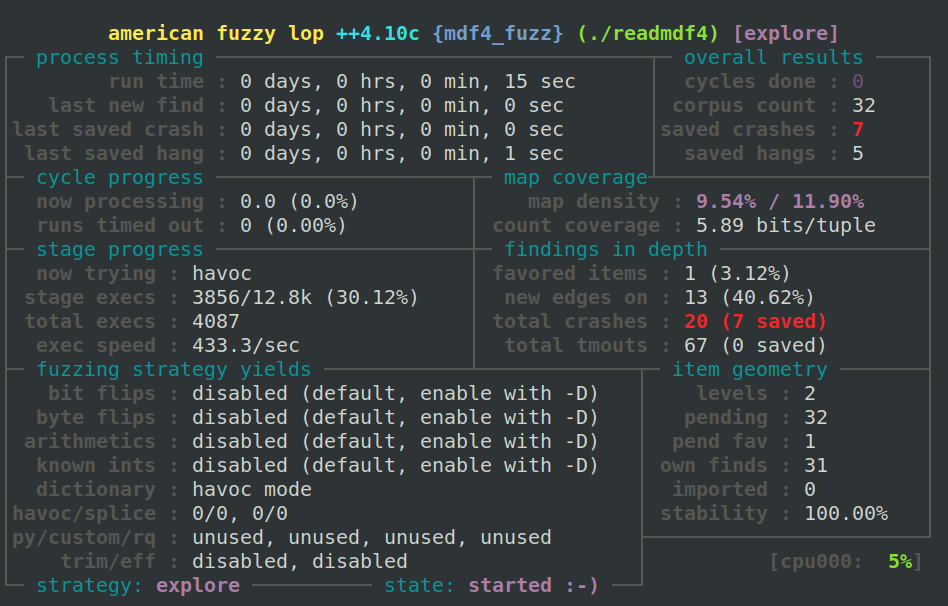 american fuzzy lop ++4.10c {mdf4_fuzz} (./readmdf4) [explore]
process timing overall results
run time : 0 days, 0 hrs, 0 min, 15 sec cycles done : 0
last new find : 0 days, 0 hrs, 0 min, 0 sec corpus count : 32
last saved crash : 0 days, 0 hrs, 0 min, 0 sec saved crashes : 7
last saved hang : 0 days, 0 hrs, 0 min, 1 sec saved hangs : 5
cycle progress map coverage
now processing : 0.0 (0.0%) map density : 9.54% / 11.90%
runs timed out : 0 (0.00%) count coverage : 5.89 bits/tuple
stage progress findings in depth
now trying : havoc favored items : 1 (3.12%)
stage execs : 3856/12.8k (30.12%) new edges on : 13 (40.62%)
total execs : 4087 total crashes : 20 (7 saved)
exec speed : 433.3/sec total tmouts : 67 (0 saved)
fuzzing strategy yields item geometry
bit flips : disabled (default, enable with -D) levels : 2
byte flips : disabled (default, enable with -D) pending : 32
arithmetics : disabled (default, enable with -D) pend fav : 1
known ints : disabled (default, enable with -D) own finds : 31
dictionary : havoc mode imported : 0
havoc/splice : 0/0, 0/0 stability : 100.00%
py/custom/rq : unused, unused, unused, unused
trim/eff : disabled, disabled [cpu000: 5%]
strategy: explore state: started :-)